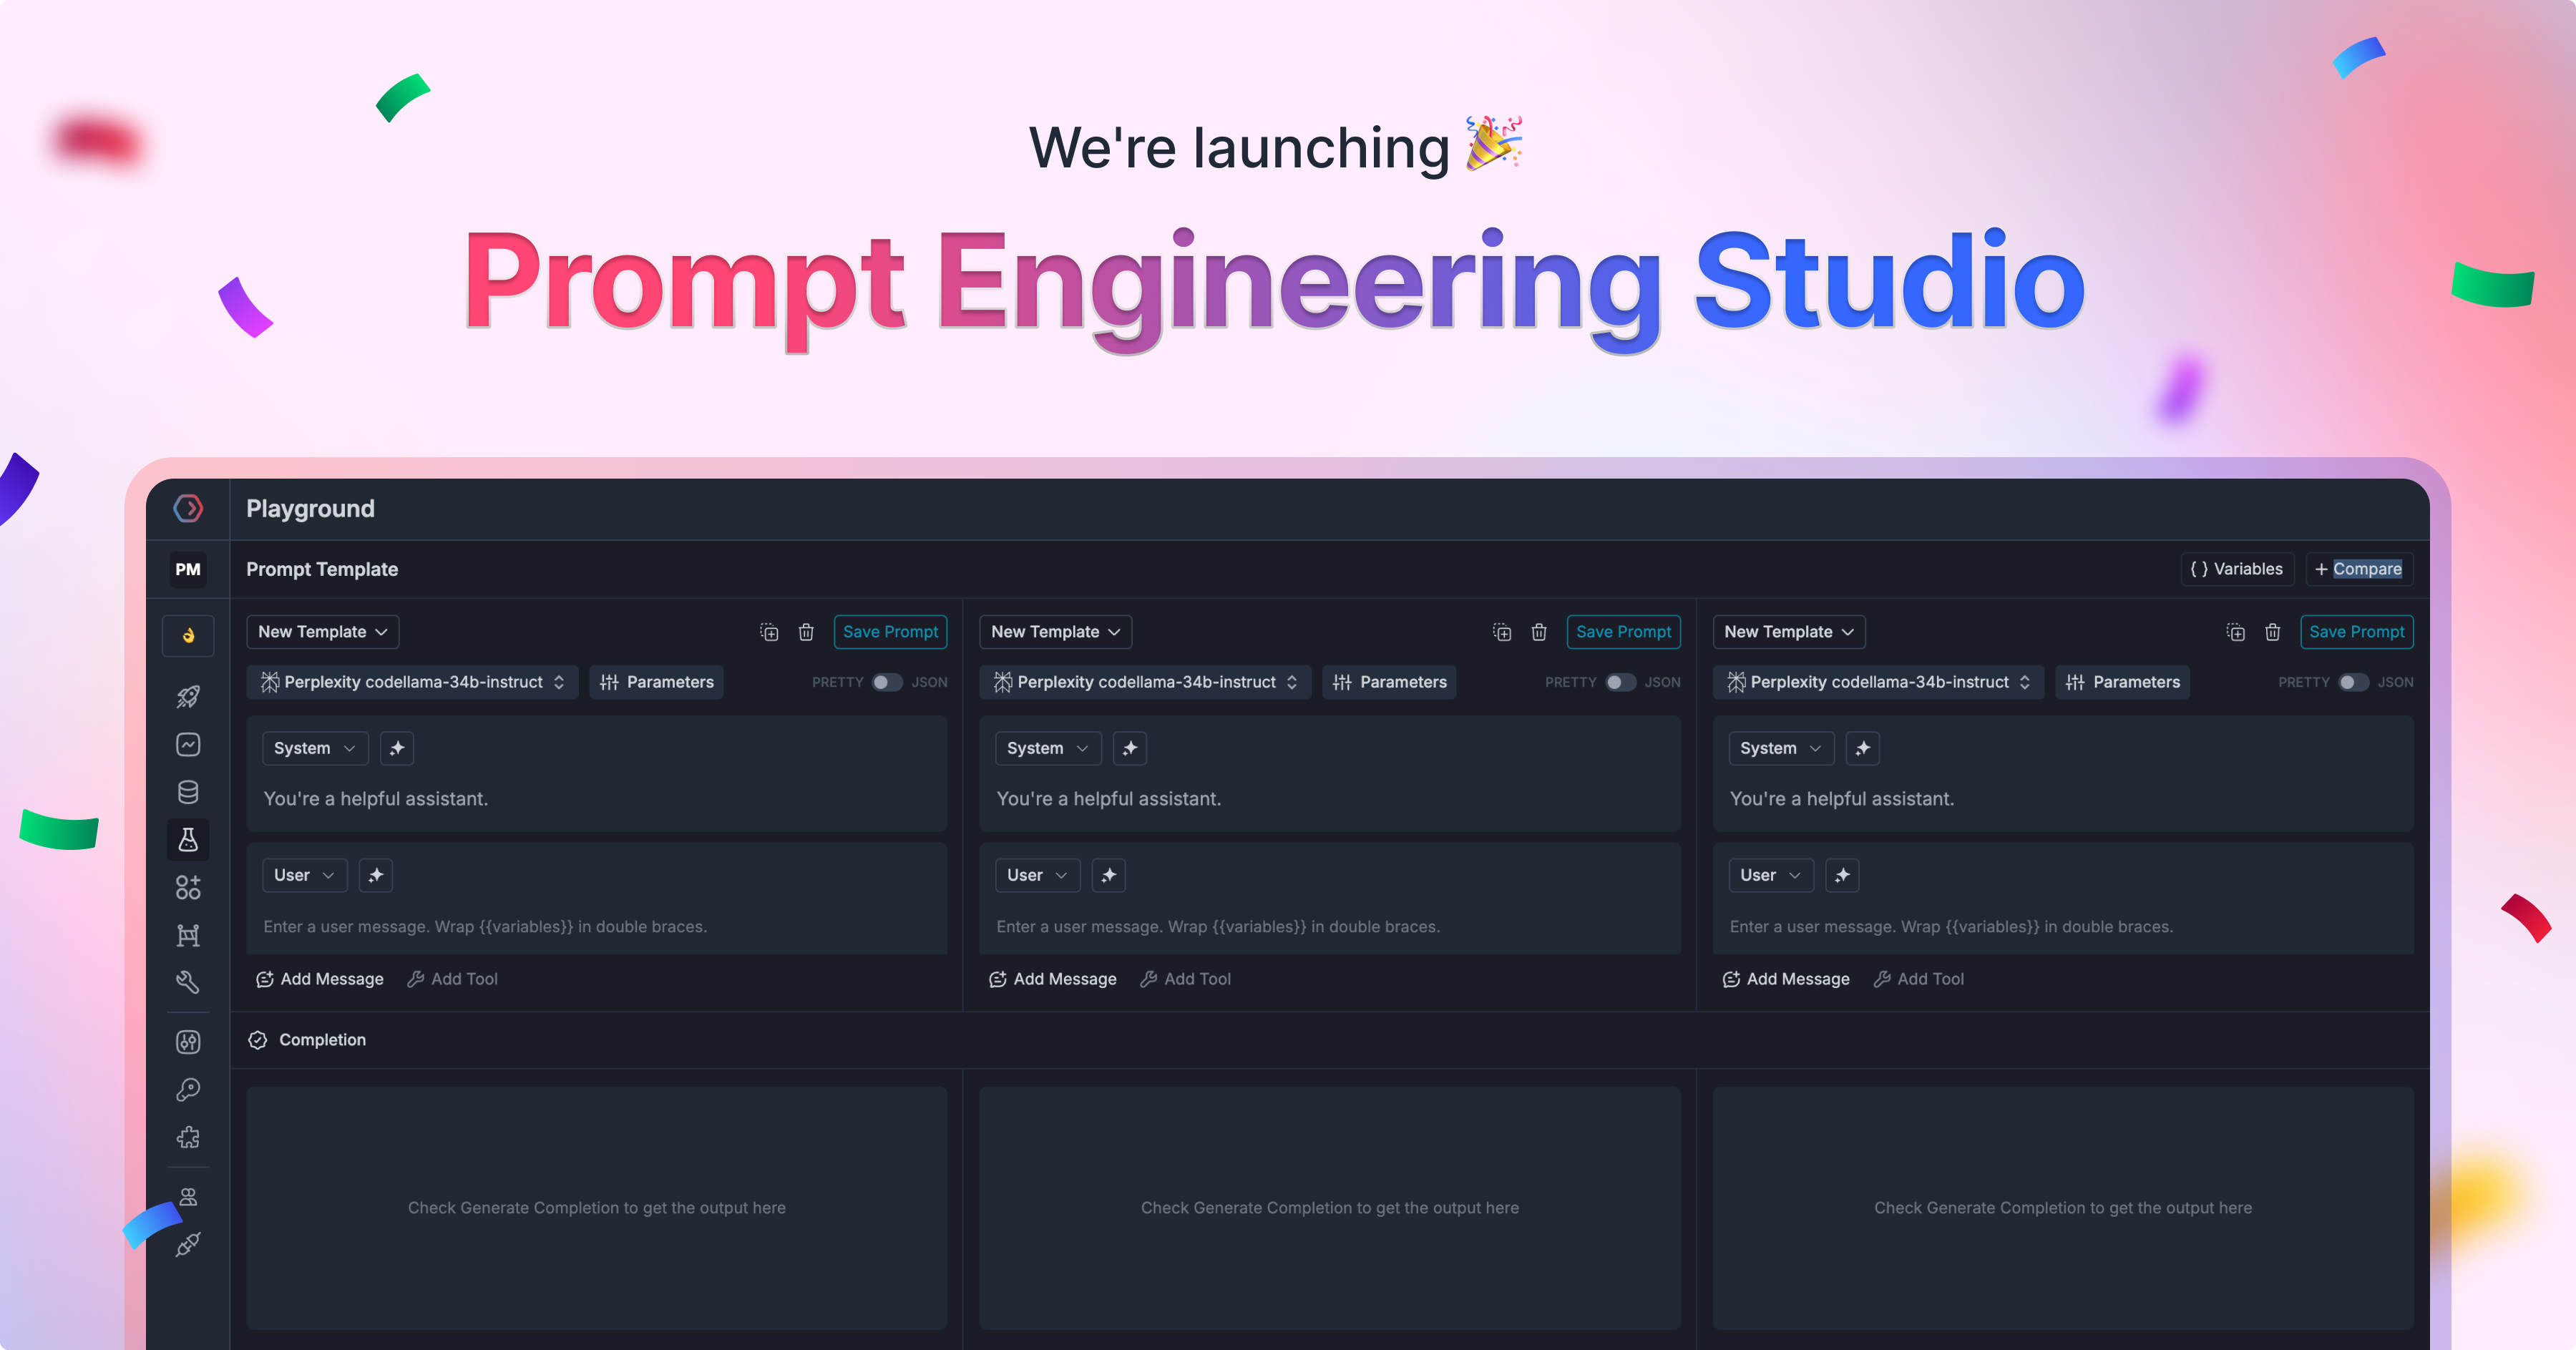 We're launching 🎉
Prompt Engineering Studio
Playground
PM
Prompt Template
{ } Variables
+ Compare
New Template
Save Prompt
New Template
Save Prompt
New Template
Save Prompt
Perplexity codellama-34b-instruct
Parameters
PRETTY
JSON
Perplexity codellama-34b-instruct
Parameters
PRETTY
JSON
Perplexity codellama-34b-instruct
Parameters
PRETTY
JSON
System
System
System
You're a helpful assistant.
You're a helpful assistant.
You're a helpful assistant.
User
User
User
Enter a user message. Wrap {{variables}} in double braces.
Enter a user message. Wrap {{variables}} in double braces.
Enter a user message. Wrap {{variables}} in double braces.
Add Message
Add Tool
Add Message
Add Tool
Add Message
Add Tool
Completion
Check Generate Completion to get the output here
Check Generate Completion to get the output here
Check Generate Completion to get the output here